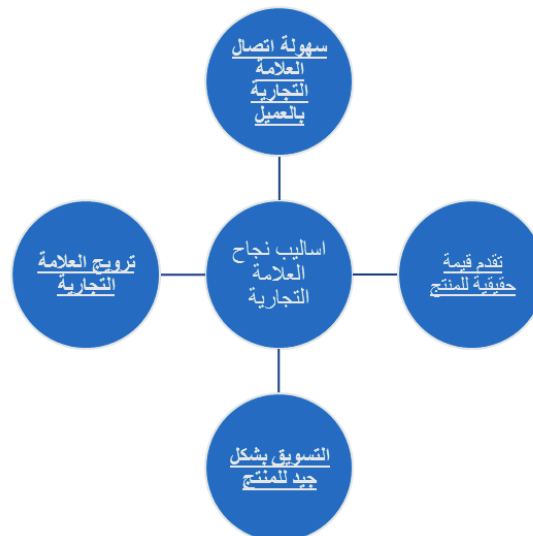 سهولة اتصال
العلامة
التجارية
بالعميل
تقدم قيمة
حقيقية للمنتج
اساليب نجاح
العلامة
التجارية
ترويج العلامة
التجارية
التسويق بشكل
جيد للمنتج